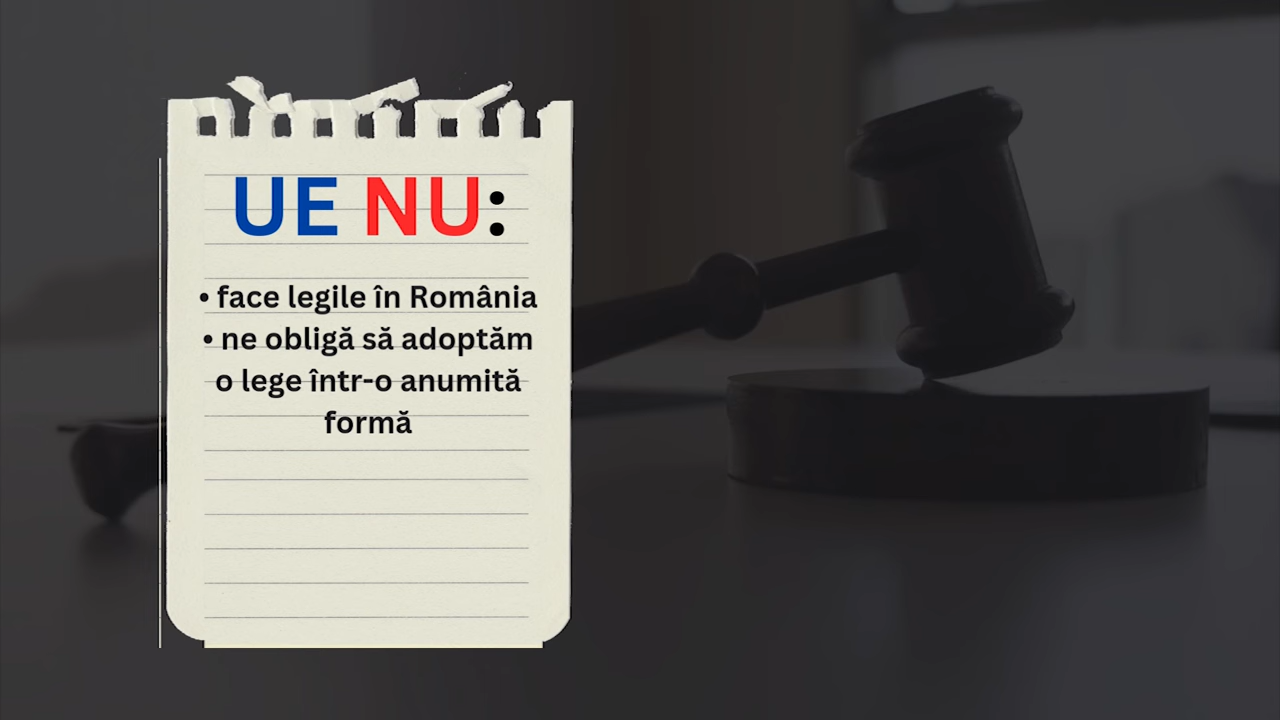 UE NU:
• face legile în România
• ne obligă să adoptăm
o lege într-o anumită
formă